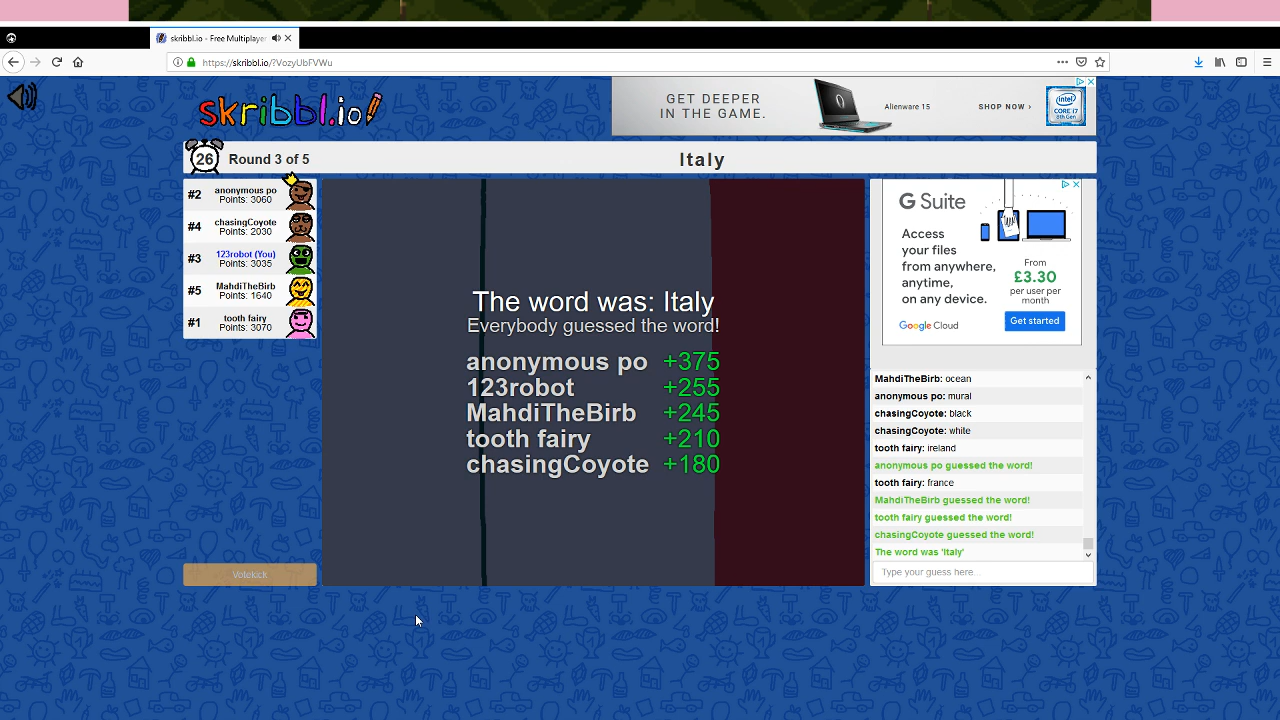 skribbl.io - Free Multiplayer
https://skribbl.io/?VozyUbFVWu
skribbl.io
GET DEEPER
IN THE GAME.
Alienware 15
SHOP NOW ›
intel
CORE i7
8th Gen
26
Round 3 of 5
Italy
#2
anonymous po
Points: 3060
#4
chasingCoyote
Points: 2030
#3
123robot (You)
Points: 3035
#5
MahdiTheBirb
Points: 1640
#1
tooth fairy
Points: 3070
Votekick
The word was: Italy
Everybody guessed the word!
anonymous po +375
123robot +255
MahdiTheBirb +245
tooth fairy +210
chasingCoyote +180
G Suite
Access
your files
from anywhere,
anytime,
on any device.
From
£3.30
per user per
month
Google Cloud
Get started
MahdiTheBirb: ocean
anonymous po: mural
chasingCoyote: black
chasingCoyote: white
tooth fairy: ireland
anonymous po guessed the word!
tooth fairy: france
MahdiTheBirb guessed the word!
tooth fairy guessed the word!
chasingCoyote guessed the word!
The word was 'Italy'
Type your guess here...